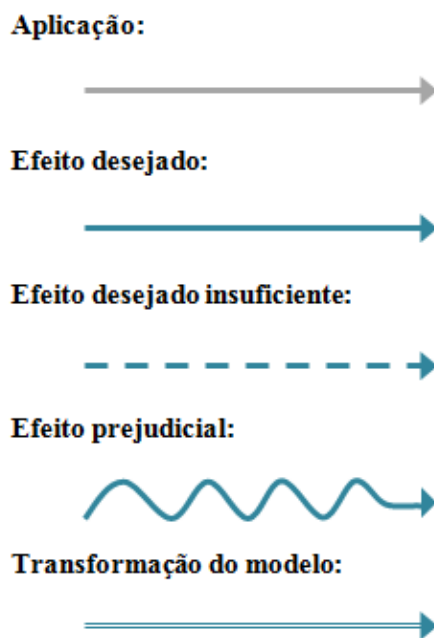 Aplicação:
Efeito desejado:
Efeito desejado insuficiente:
Efeito prejudicial:
Transformação do modelo: